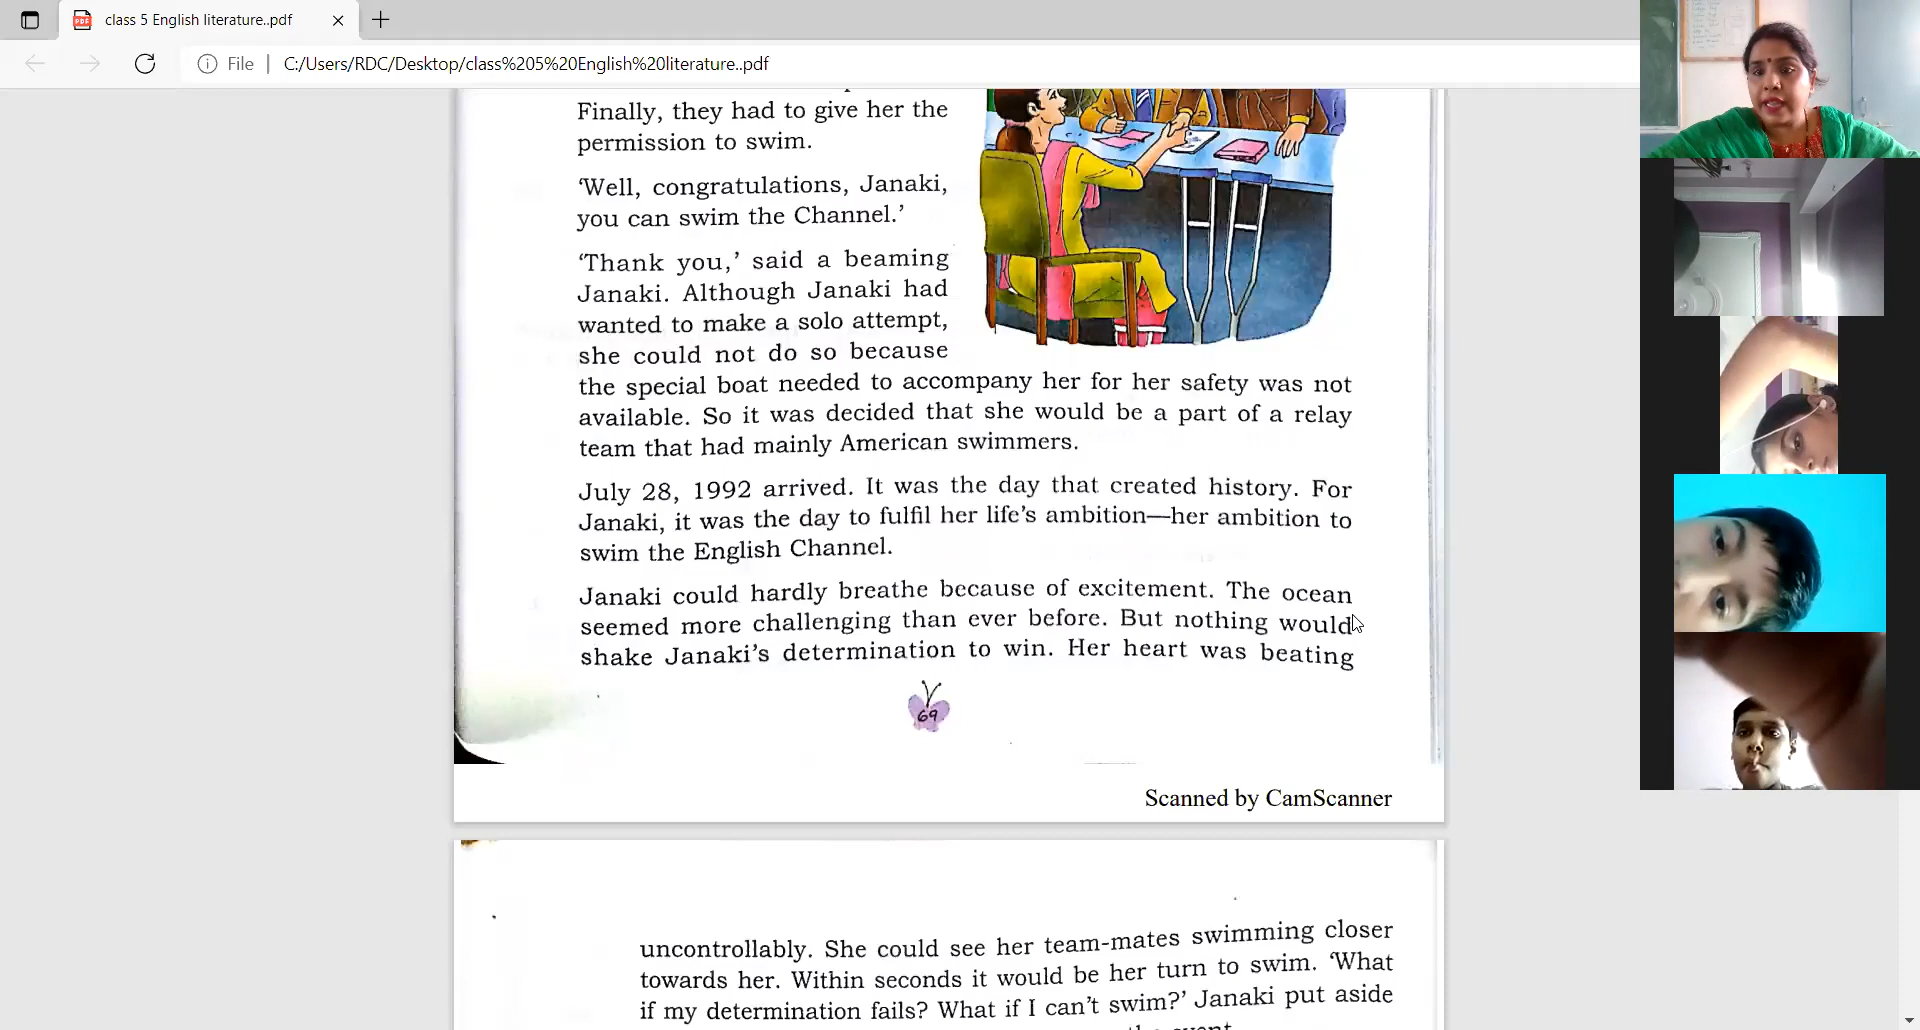 class 5 English literature..pdf
File
C:/Users/RDC/Desktop/class%205%20English%20literature..pdf
Finally, they had to give her the
permission to swim.
‘Well, congratulations, Janaki,
you can swim the Channel.’
‘Thank you,’ said a beaming
Janaki. Although Janaki had
wanted to make a solo attempt,
she could not do so because
the special boat needed to accompany her for her safety was not
available. So it was decided that she would be a part of a relay
team that had mainly American swimmers.
July 28, 1992 arrived. It was the day that created history. For
Janaki, it was the day to fulfil her life’s ambition—her ambition to
swim the English Channel.
Janaki could hardly breathe because of excitement. The ocean
seemed more challenging than ever before. But nothing would
shake Janaki’s determination to win. Her heart was beating
69
Scanned by CamScanner
uncontrollably. She could see her team-mates swimming closer
towards her. Within seconds it would be her turn to swim. ‘What
if my determination fails? What if I can’t swim?’ Janaki put aside